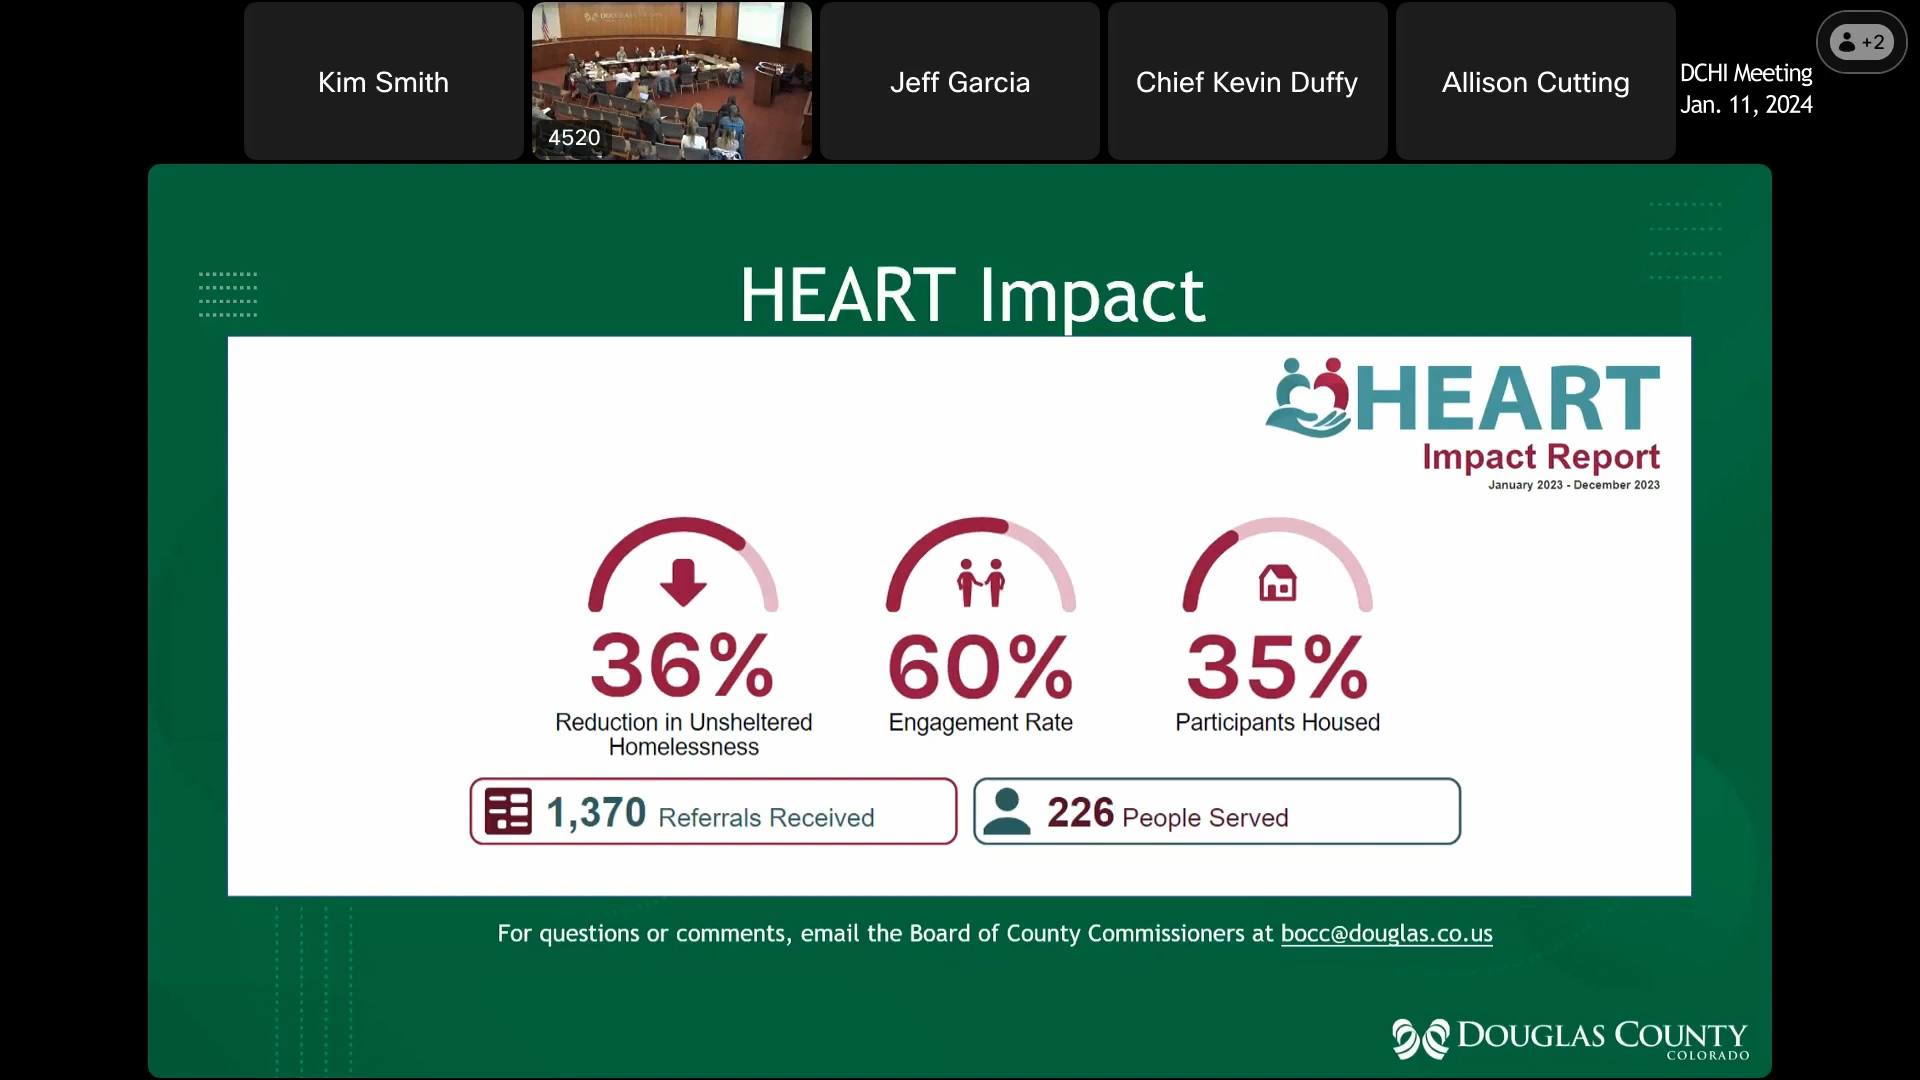 Kim Smith
DOUGLAS COUNTY
4520
Jeff Garcia
Chief Kevin Duffy
Allison Cutting
DCHI Meeting
Jan. 11, 2024
+2
HEART Impact
HEART
Impact Report
January 2023 - December 2023
36%
Reduction in Unsheltered
Homelessness
60%
Engagement Rate
35%
Participants Housed
1,370 Referrals Received
226 People Served
For questions or comments, email the Board of County Commissioners at bocc@douglas.co.us
DOUGLAS COUNTY
COLORADO